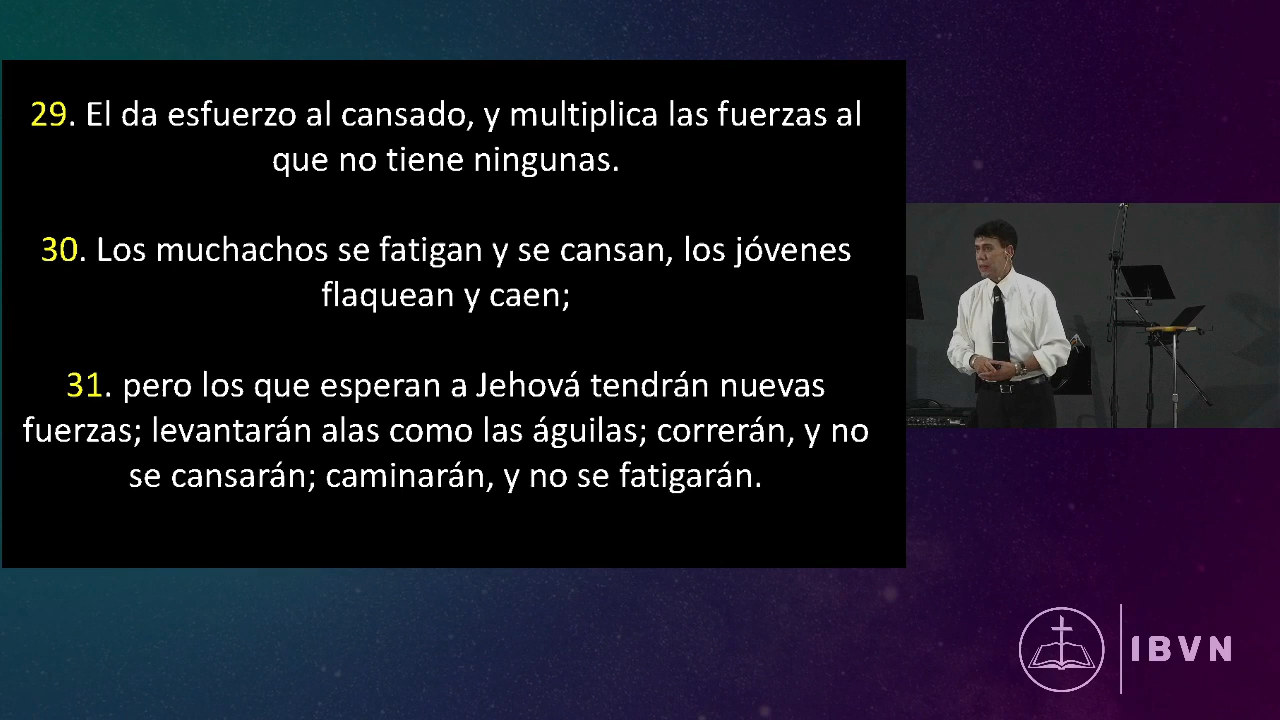 29. El da esfuerzo al cansado, y multiplica las fuerzas al
que no tiene ningunas.
30. Los muchachos se fatigan y se cansan, los jóvenes
flaquean y caen;
31. pero los que esperan a Jehová tendrán nuevas
fuerzas; levantarán alas como las águilas; correrán, y no
se cansarán; caminarán, y no se fatigarán.
IBVN